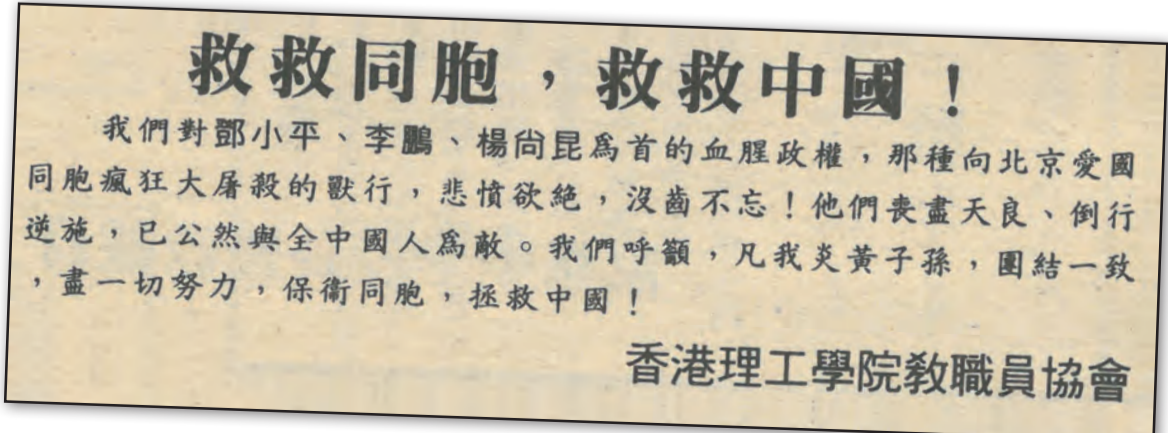 救救同胞，救救中國！
我們對鄧小平、李鵬、楊尙昆爲首的血腥政權，那種向北京愛國
同胞瘋狂大屠殺的獸行，悲憤欲絕，沒齒不忘！他們喪盡天良、倒行
逆施，已公然與全中國人爲敵。我們呼籲，凡我炎黃子孫，團結一致
，盡一切努力，保衞同胞，拯救中國！
香港理工學院教職員協會